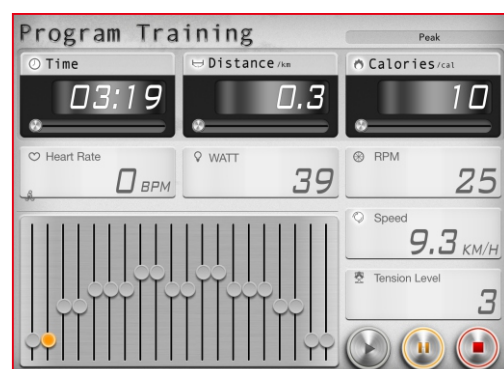 Program Training
Peak
Time
Distance/km
Calories/cal
03:19
0.3
10
Heart Rate
WATT
RPM
0 BPM
39
25
Speed
9.3 KM/H
Tension Level
3